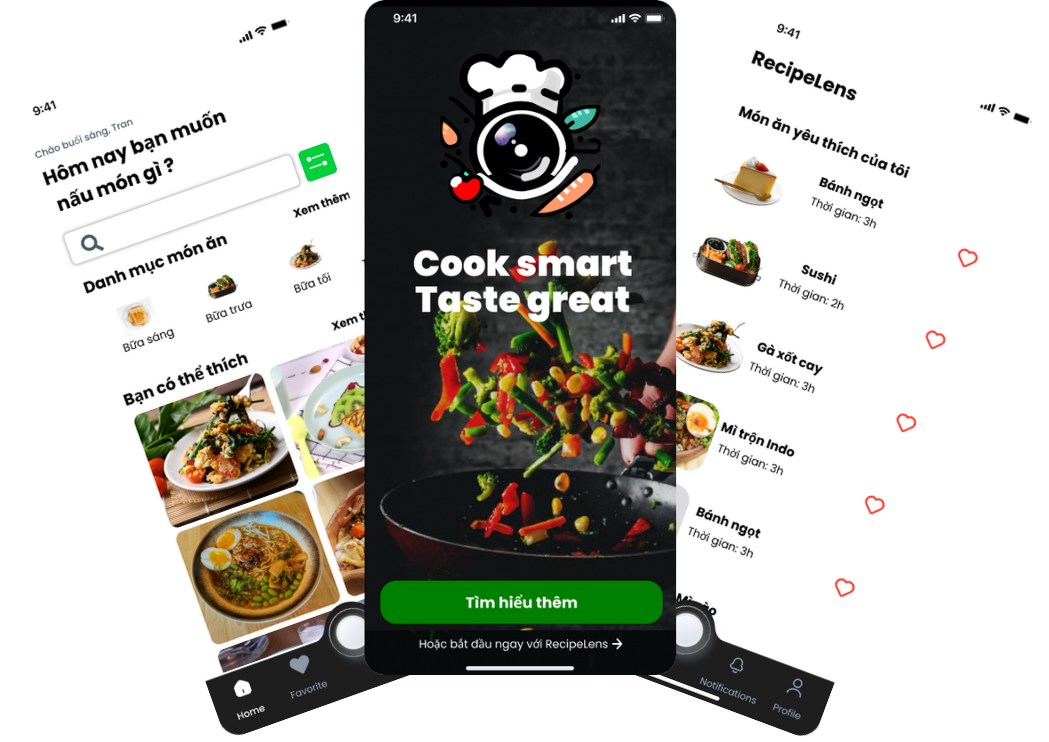 9:41
Chào buổi sáng, Tran
Hôm nay bạn muốn
nấu món gì ?
Xem thêm
Danh mục món ăn
Bữa sáng
Bữa trưa
Bữa tối
Bạn có thể thích
Home
Favorite
9:41
Cook smart
Taste great
Tìm hiểu thêm
Hoặc bắt đầu ngay với RecipeLens →
9:41
RecipeLens
Món ăn yêu thích của tôi
Bánh ngọt
Thời gian: 3h
Sushi
Thời gian: 2h
Gà xốt cay
Thời gian: 3h
Mì trộn Indo
Thời gian: 3h
Bánh ngọt
Thời gian: 3h
Notifications
Profile